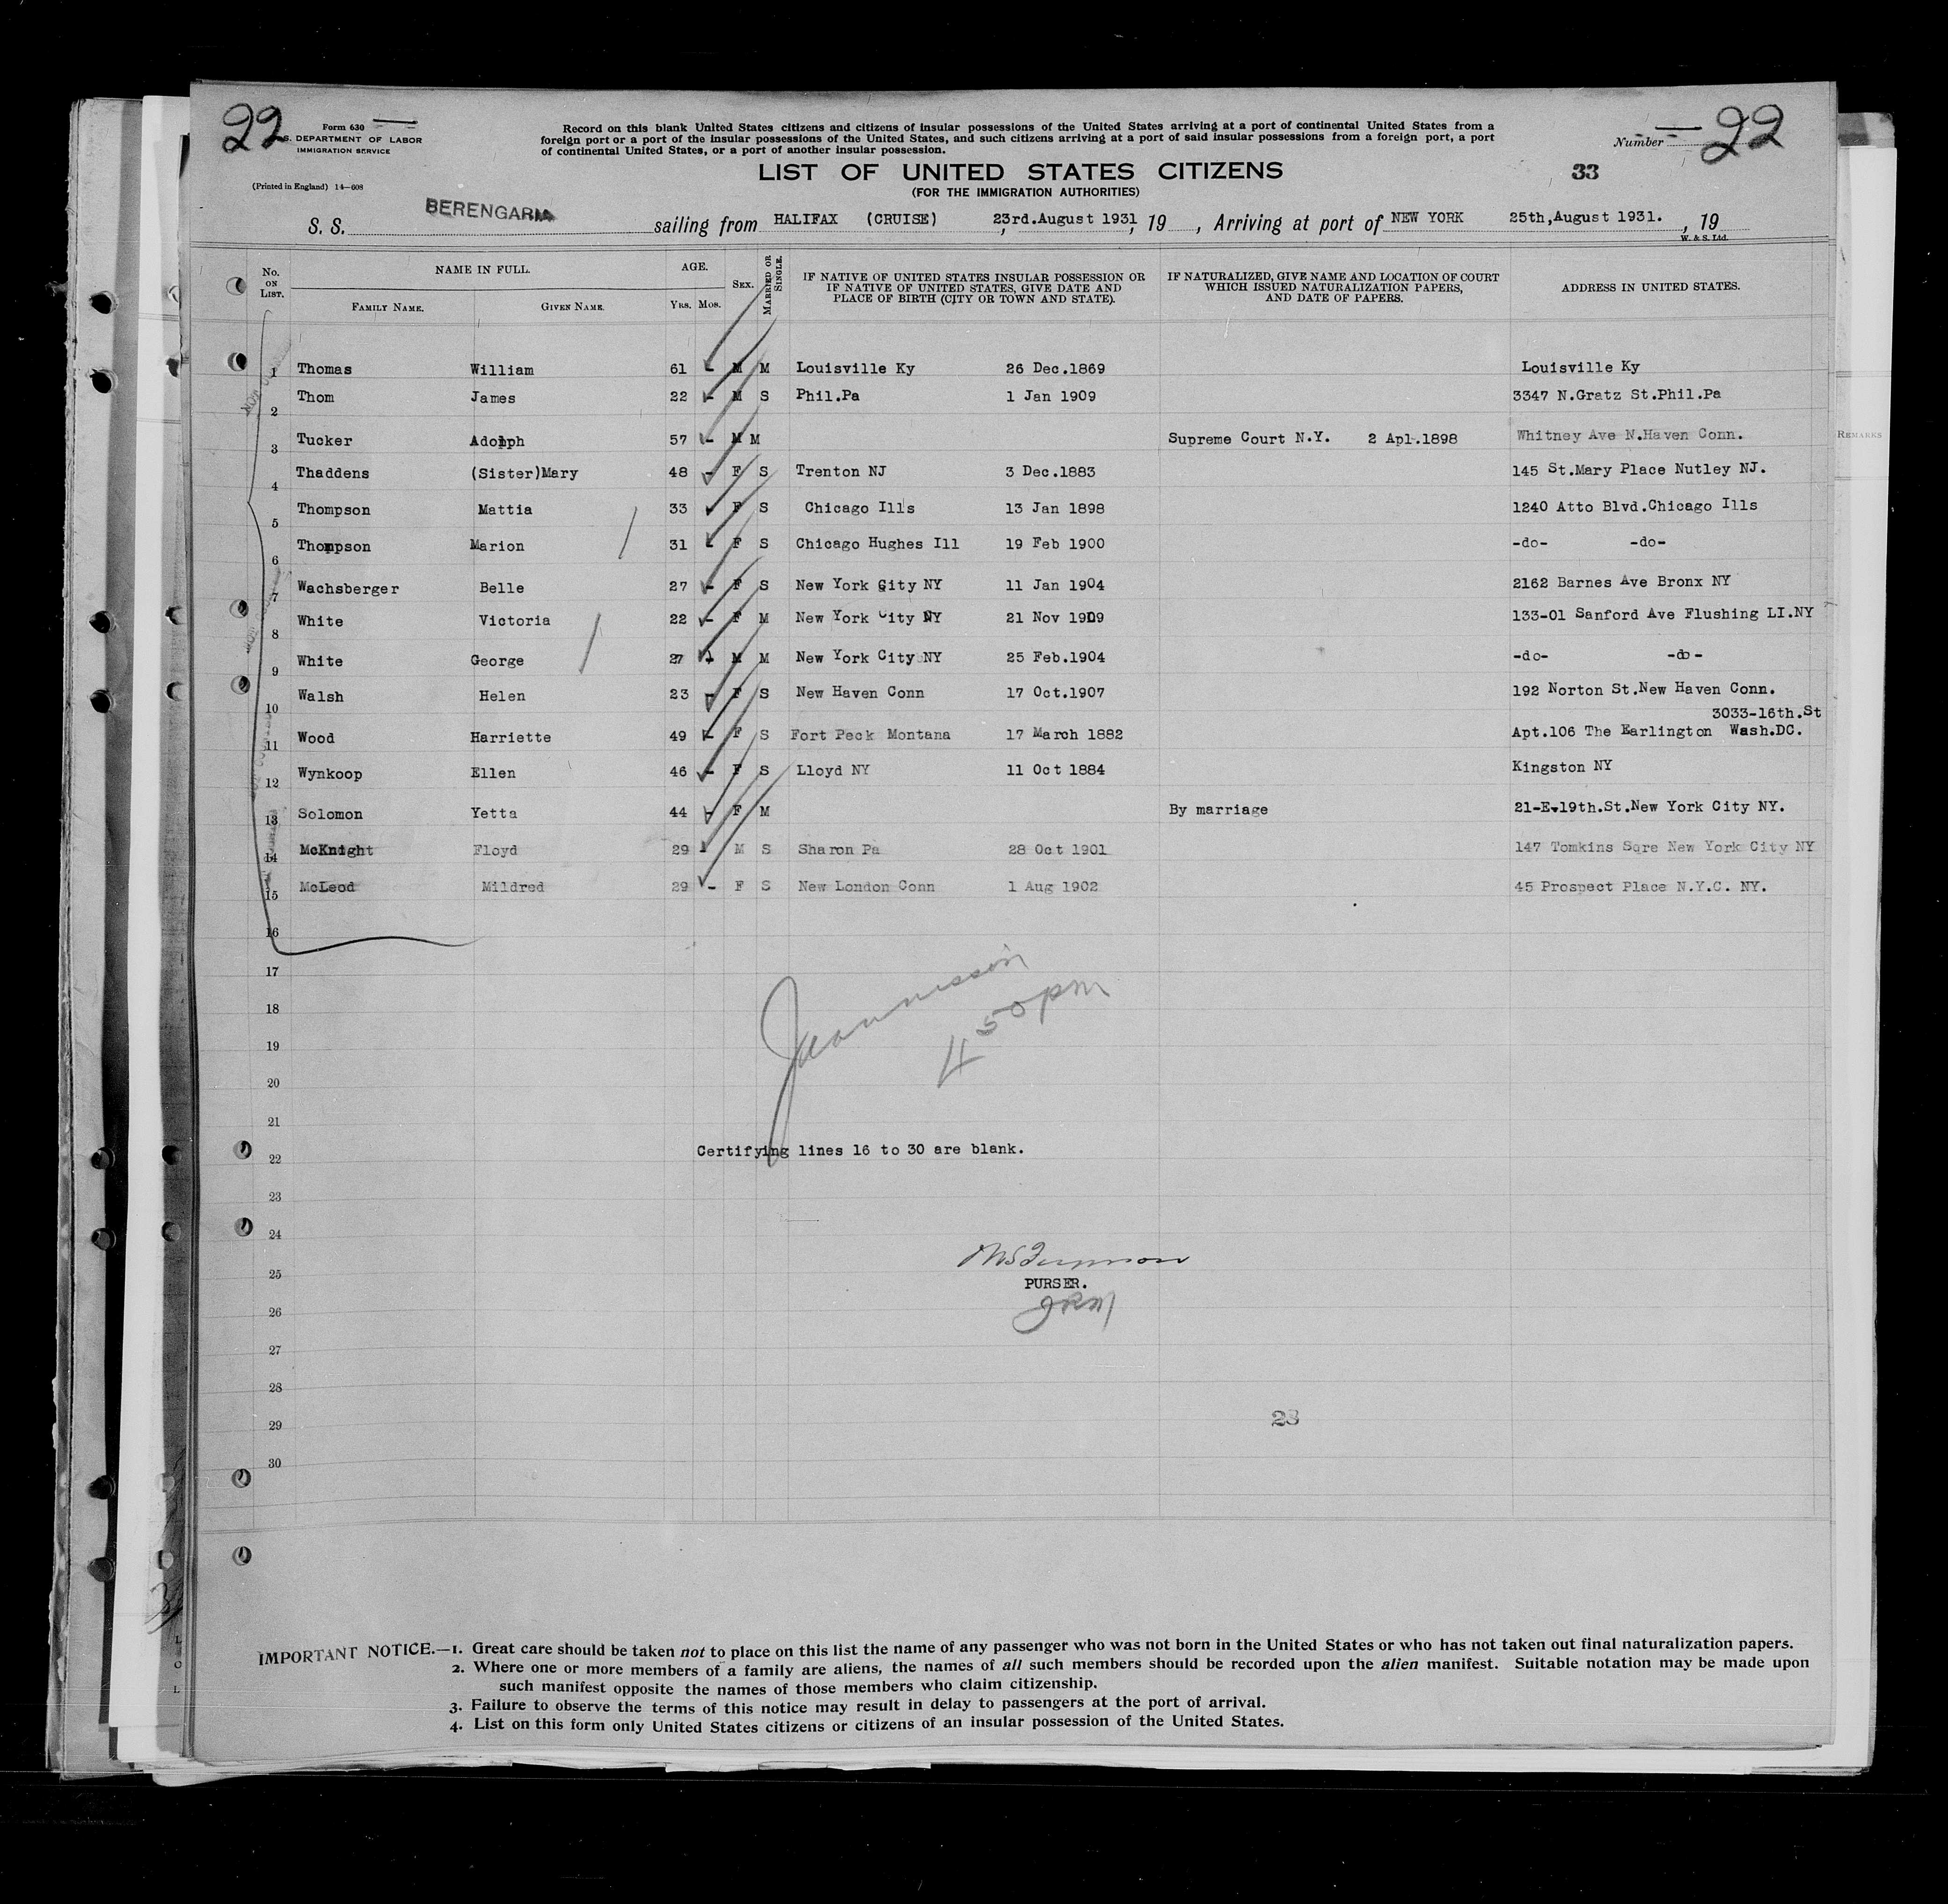 22
Form 630
U.S. DEPARTMENT OF LABOR
IMMIGRATION SERVICE
(Printed in England) 14—608
Record on this blank United States citizens and citizens of insular possessions of the United States arriving at a port of continental United States from a
foreign port or a port of the insular possessions of the United States, and such citizens arriving at a port of said insular possessions from a foreign port, a port
of continental United States, or a port of another insular possession.
Number 22
LIST OF UNITED STATES CITIZENS
33
(FOR THE IMMIGRATION AUTHORITIES)
S. S. BERENGARIA sailing from HALIFAX (CRUISE) 23rd.August 1931, 19 , Arriving at port of NEW YORK 25th,August 1931. , 19
W. & S. Ltd.
No. ON LIST. NAME IN FULL. FAMILY NAME. GIVEN NAME. AGE. YRS. MOS. SEX. MARRIED OR SINGLE. IF NATIVE OF UNITED STATES INSULAR POSSESSION OR IF NATIVE OF UNITED STATES, GIVE DATE AND PLACE OF BIRTH (CITY OR TOWN AND STATE). IF NATURALIZED, GIVE NAME AND LOCATION OF COURT WHICH ISSUED NATURALIZATION PAPERS, AND DATE OF PAPERS. ADDRESS IN UNITED STATES.
1 Thomas William 61 - M M Louisville Ky 26 Dec.1869 Louisville Ky
2 Thom James 22 - M S Phil.Pa 1 Jan 1909 3347 N.Gratz St.Phil.Pa
3 Tucker Adolph 57 - M M Supreme Court N.Y. 2 Apl.1898 Whitney Ave N.Haven Conn.
REMARKS
4 Thaddens (Sister)Mary 48 - F S Trenton NJ 3 Dec.1883 145 St.Mary Place Nutley NJ.
5 Thompson Mattia 33 F S Chicago Ills 13 Jan 1898 1240 Atto Blvd.Chicago Ills
6 Thompson Marion 31 - F S Chicago Hughes Ill 19 Feb 1900 -do- -do-
7 Wachsberger Belle 27 - F S New York City NY 11 Jan 1904 2162 Barnes Ave Bronx NY
8 White Victoria 22 - F M New York City NY 21 Nov 1909 133-01 Sanford Ave Flushing LI.NY
9 White George 27 - M M New York City NY 25 Feb.1904 -do- -do-
10 Walsh Helen 23 - F S New Haven Conn 17 Oct.1907 192 Norton St.New Haven Conn.
3033-16th.St
11 Wood Harriette 49 - F S Fort Peck Montana 17 March 1882 Apt.106 The Earlington Wash.DC.
12 Wynkoop Ellen 46 - F S Lloyd NY 11 Oct 1884 Kingston NY
13 Solomon Yetta 44 - F M By marriage 21-E.19th.St.New York City NY.
14 McKnight Floyd 29 - M S Sharon Pa 28 Oct 1901 147 Tomkins Sqre New York City NY
15 McLeod Mildred 29 - F S New London Conn 1 Aug 1902 45 Prospect Place N.Y.C. NY.
16
17
18
450 pm
19
20
21
22 Certifying lines 16 to 30 are blank.
23
24
25
PURSER.
26
27
28
29
23
30
IMPORTANT NOTICE.—1. Great care should be taken not to place on this list the name of any passenger who was not born in the United States or who has not taken out final naturalization papers.
2. Where one or more members of a family are aliens, the names of all such members should be recorded upon the alien manifest. Suitable notation may be made upon
such manifest opposite the names of those members who claim citizenship.
3. Failure to observe the terms of this notice may result in delay to passengers at the port of arrival.
4. List on this form only United States citizens or citizens of an insular possession of the United States.